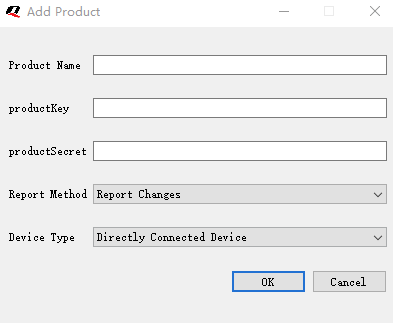 Add Product
Product Name
productKey
productSecret
Report Method Report Changes
Device Type Directly Connected Device
OK Cancel